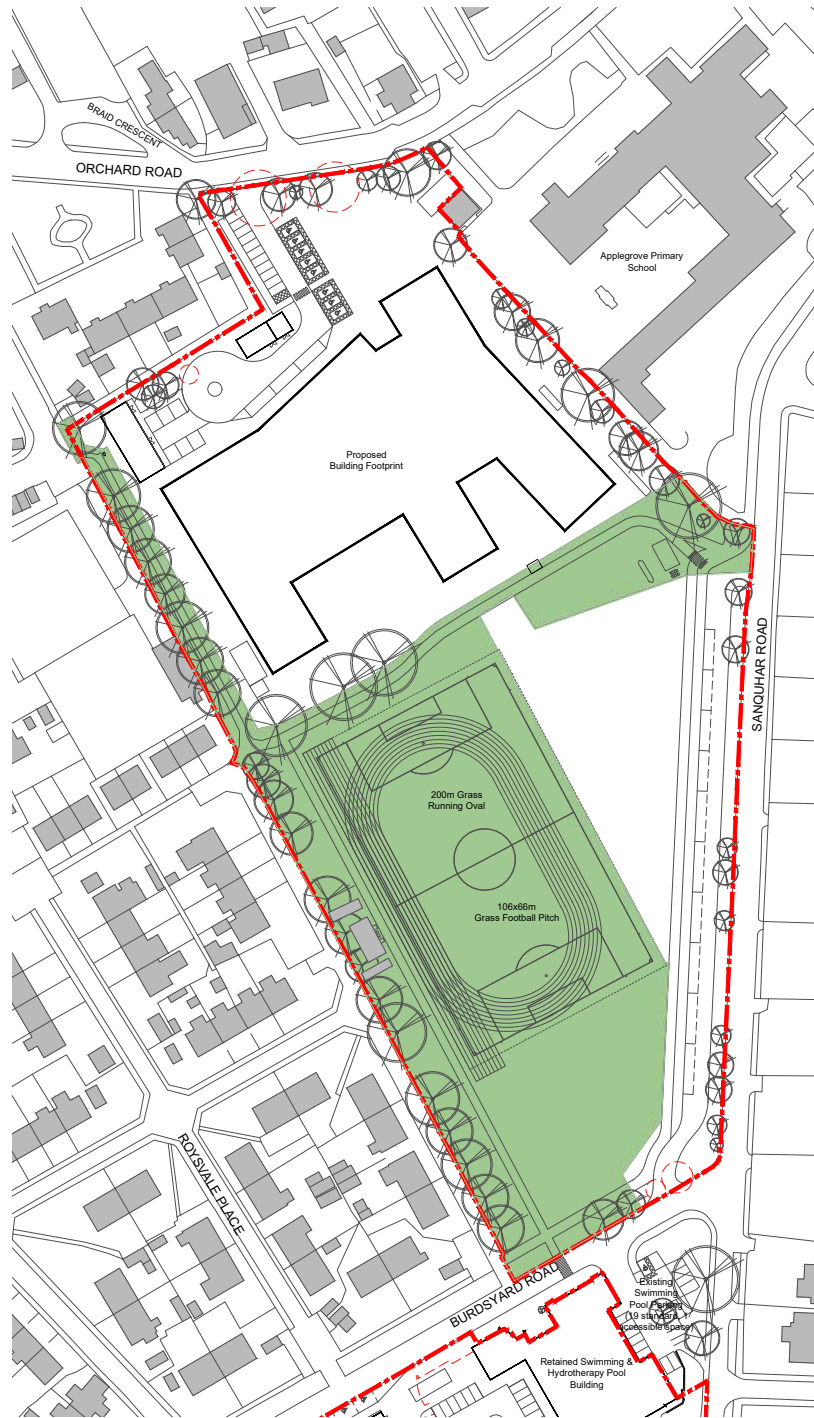 BRAID CRESCENT
ORCHARD ROAD
Applegrove Primary
School
Proposed
Building Footprint
SANQUHAR ROAD
200m Grass
Running Oval
106x66m
Grass Football Pitch
ROYSVALE PLACE
BURDSYARD ROAD
Existing
Swimming
Pool Parking
(19 standard, 1
accessible space)
Retained Swimming &
Hydrotherapy Pool
Building